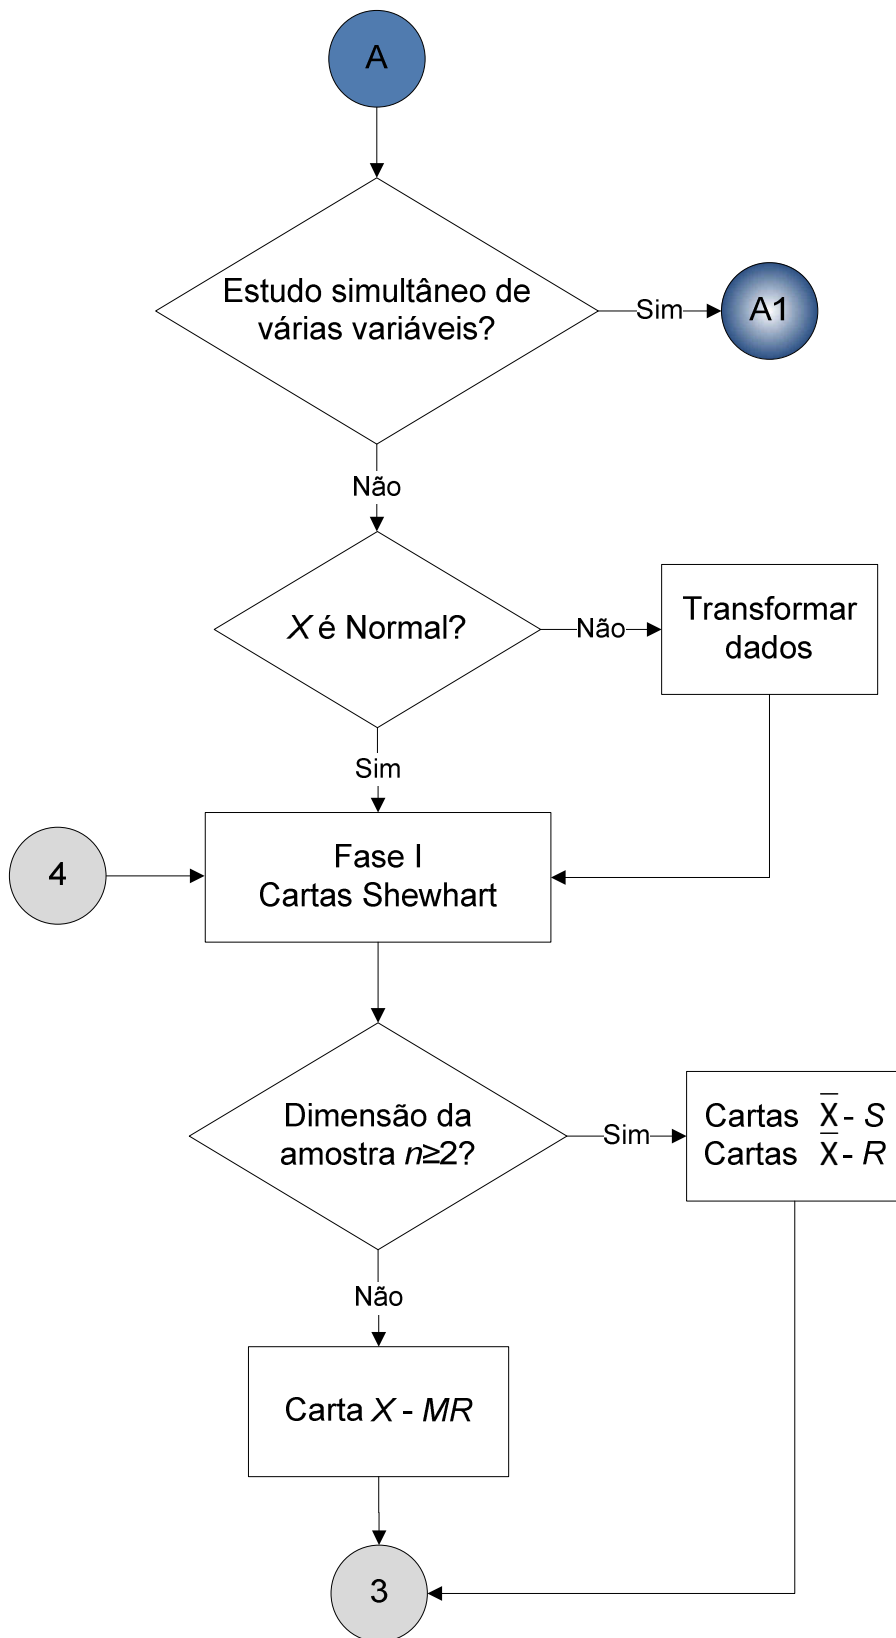 A
Estudo simultâneo de
várias variáveis?
Sim
A1
Não
X é Normal?
Não
Transformar
dados
Sim
4
Fase I
Cartas Shewhart
Dimensão da
amostra n≥2?
Sim
Cartas X̅ - S
Cartas X̅ - R
Não
Carta X - MR
3